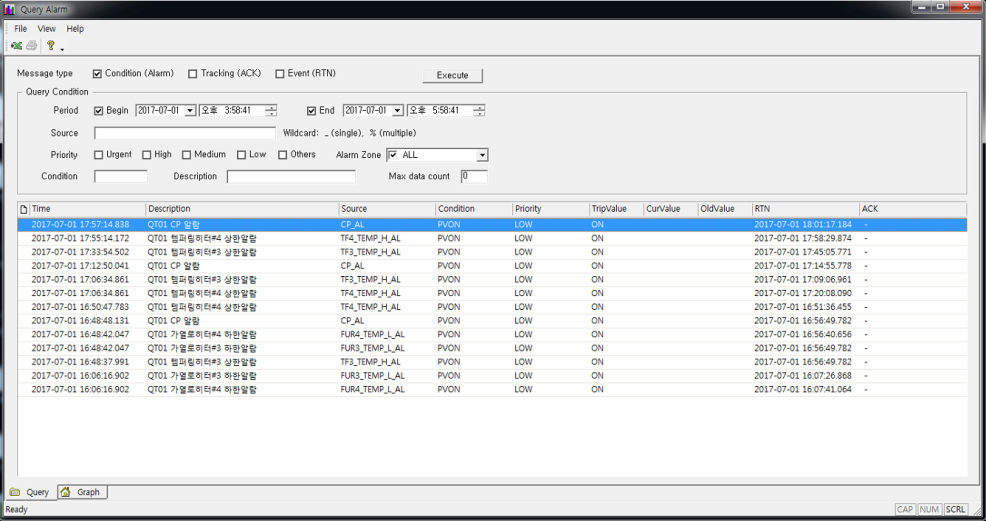 Query Alarm
File View Help
Message type Condition (Alarm) Tracking (ACK) Event (RTN) Execute
Query Condition
Period Begin 2017-07-01 오후 3:58:41 End 2017-07-01 오후 5:58:41
Source Wildcard: _ (single), % (multiple)
Priority Urgent High Medium Low Others Alarm Zone ALL
Condition Description Max data count 0
Time Description Source Condition Priority TripValue CurValue OldValue RTN ACK
2017-07-01 17:57:14.838 QT01 CP 알람 CP_AL PVON LOW ON 2017-07-01 18:01:17.184 -
2017-07-01 17:55:14.172 QT01 템퍼링히터#4 상한알람 TF4_TEMP_H_AL PVON LOW ON 2017-07-01 17:58:29.874 -
2017-07-01 17:33:54.502 QT01 템퍼링히터#3 상한알람 TF3_TEMP_H_AL PVON LOW ON 2017-07-01 17:45:05.771 -
2017-07-01 17:12:50.041 QT01 CP 알람 CP_AL PVON LOW ON 2017-07-01 17:14:55.778 -
2017-07-01 17:06:34.861 QT01 템퍼링히터#3 상한알람 TF3_TEMP_H_AL PVON LOW ON 2017-07-01 17:09:06.961 -
2017-07-01 17:06:34.861 QT01 템퍼링히터#4 상한알람 TF4_TEMP_H_AL PVON LOW ON 2017-07-01 17:20:08.090 -
2017-07-01 16:50:47.783 QT01 템퍼링히터#4 상한알람 TF4_TEMP_H_AL PVON LOW ON 2017-07-01 16:51:36.455 -
2017-07-01 16:48:48.131 QT01 CP 알람 CP_AL PVON LOW ON 2017-07-01 16:56:49.782 -
2017-07-01 16:48:42.047 QT01 가열로히터#4 하한알람 FUR4_TEMP_L_AL PVON LOW ON 2017-07-01 16:56:40.656 -
2017-07-01 16:48:42.047 QT01 가열로히터#3 하한알람 FUR3_TEMP_L_AL PVON LOW ON 2017-07-01 16:56:49.782 -
2017-07-01 16:48:37.991 QT01 템퍼링히터#3 상한알람 TF3_TEMP_H_AL PVON LOW ON 2017-07-01 16:56:49.782 -
2017-07-01 16:06:16.902 QT01 가열로히터#3 하한알람 FUR3_TEMP_L_AL PVON LOW ON 2017-07-01 16:07:26.868 -
2017-07-01 16:06:16.902 QT01 가열로히터#4 하한알람 FUR4_TEMP_L_AL PVON LOW ON 2017-07-01 16:07:41.064 -
Query Graph
Ready CAP NUM SCRL